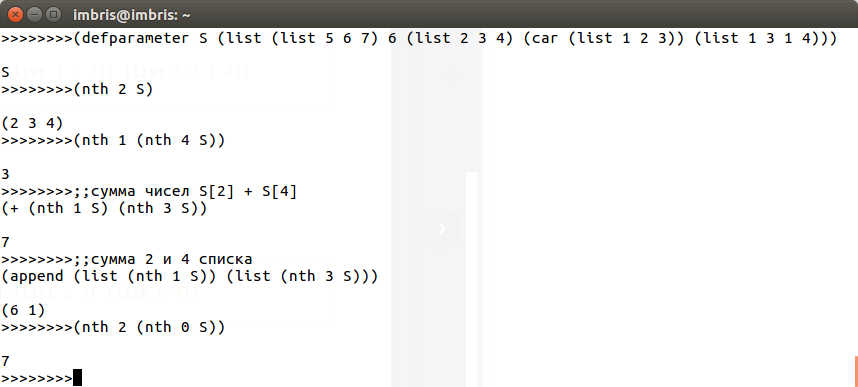 imbris@imbris: ~
>>>>>>>>(defparameter S (list (list 5 6 7) 6 (list 2 3 4) (car (list 1 2 3)) (list 1 3 1 4)))
S
>>>>>>>>(nth 2 S)
(2 3 4)
>>>>>>>>(nth 1 (nth 4 S))
3
>>>>>>>>;;сумма чисел S[2] + S[4]
(+ (nth 1 S) (nth 3 S))
7
>>>>>>>>;;сумма 2 и 4 списка
(append (list (nth 1 S)) (list (nth 3 S)))
(6 1)
>>>>>>>>(nth 2 (nth 0 S))
7
>>>>>>>>